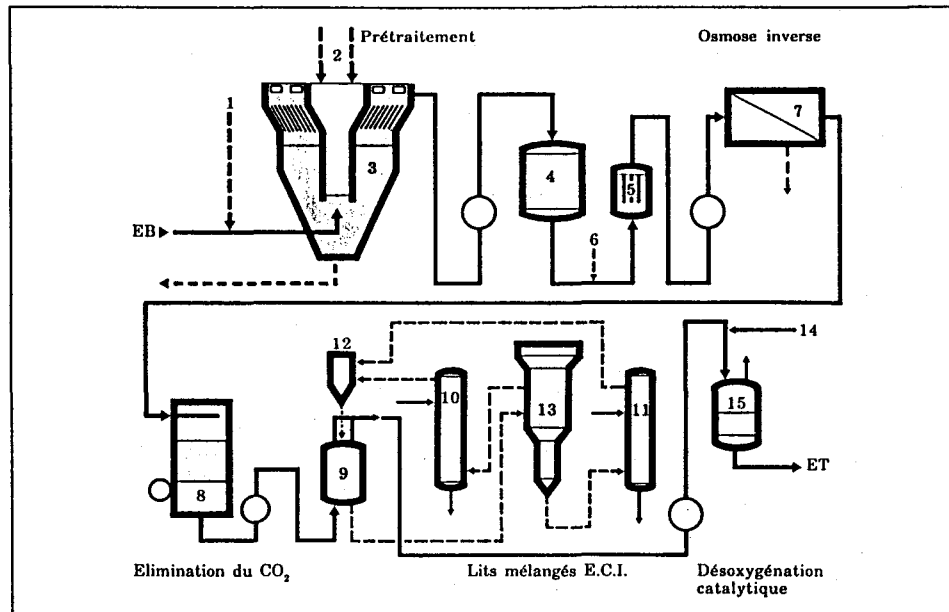 Prétraitement
Osmose inverse
2
1
7
3
4
5
6
EB
12
14
10
13
11
15
9
ET
8
Elimination du CO₂
Lits mélangés E.C.I.
Désoxygénation
catalytique